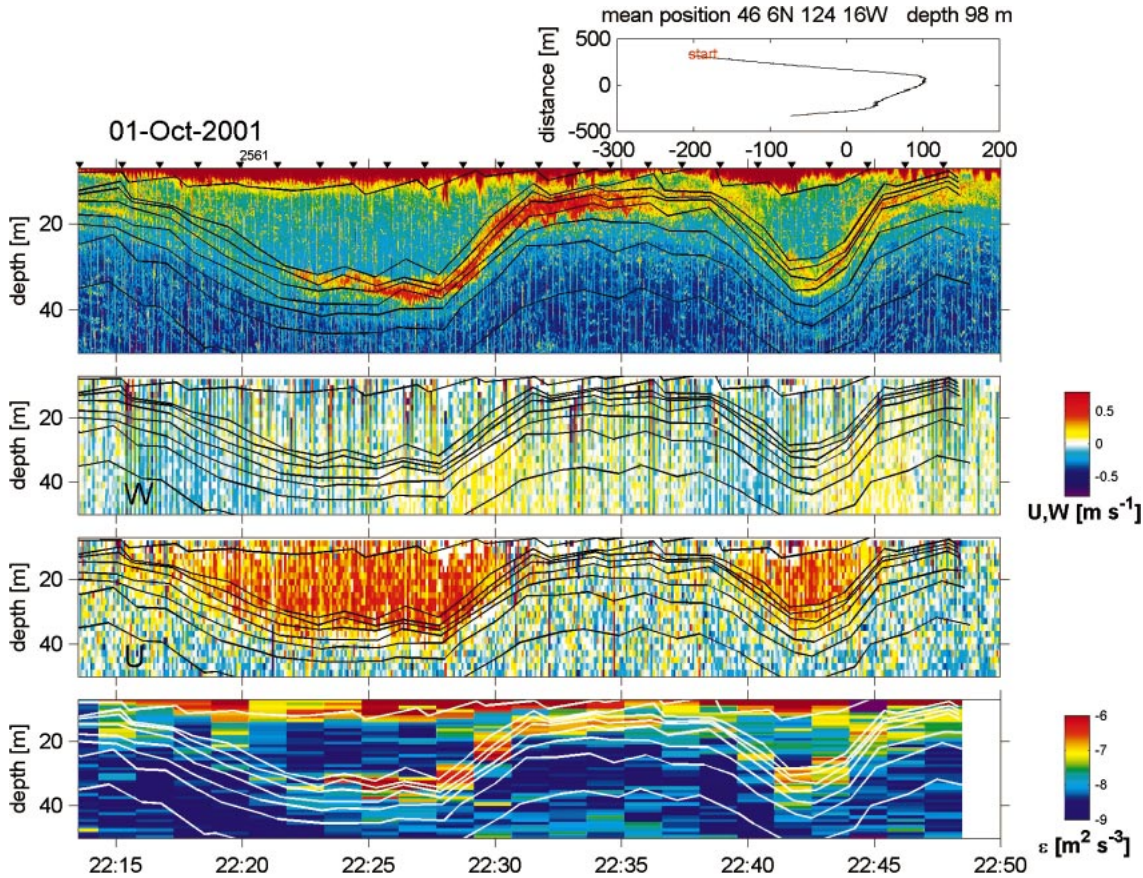 mean position 46 6N 124 16W depth 98 m
500
0
-500
distance [m]
start
-300 -200 -100 0 100 200
01-Oct-2001
2561
20
40
depth [m]
20
40
depth [m]
W
0.5
0
-0.5
U,W [m s-1]
20
40
depth [m]
U
20
40
depth [m]
-6
-7
-8
-9
ε [m2 s-3]
22:15 22:20 22:25 22:30 22:35 22:40 22:45 22:50